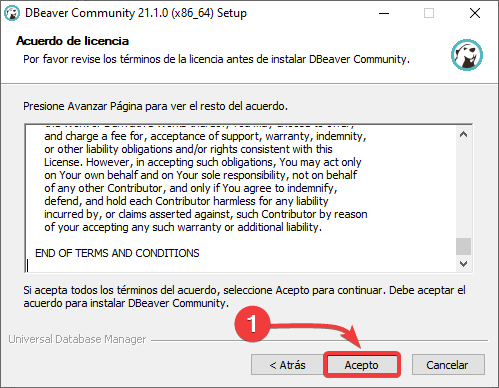 DBeaver Community 21.1.0 (x86_64) Setup
Acuerdo de licencia
Por favor revise los términos de la licencia antes de instalar DBeaver Community.
Presione Avanzar Página para ver el resto del acuerdo.
and charge a fee for, acceptance of support, warranty, indemnity,
or other liability obligations and/or rights consistent with this
License. However, in accepting such obligations, You may act only
on Your own behalf and on Your sole responsibility, not on behalf
of any other Contributor, and only if You agree to indemnify,
defend, and hold each Contributor harmless for any liability
incurred by, or claims asserted against, such Contributor by reason
of your accepting any such warranty or additional liability.
END OF TERMS AND CONDITIONS
Si acepta todos los términos del acuerdo, seleccione Acepto para continuar. Debe aceptar el
acuerdo para instalar DBeaver Community.
1
Universal Database Manager
< Atrás Acepto Cancelar